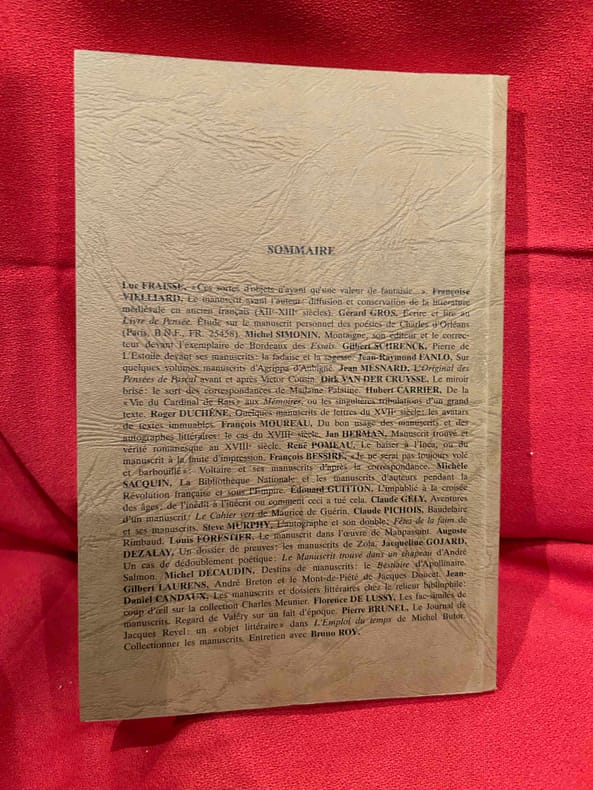 SOMMAIRE
Luc FRAISSE, «Ces sortes d'objets n'ayant qu'une valeur de fantaisie...». Françoise
VIELLIARD, Le manuscrit avant l'auteur : diffusion et conservation de la littérature
médiévale en ancien français (XIIᵉ-XIIIᵉ siècles). Gérard GROS, Écrire et lire au
Livre de Pensée. Étude sur le manuscrit personnel des poésies de Charles d'Orléans
(Paris, B.N.F., FR. 25458). Michel SIMONIN, Montaigne, son éditeur et le correc-
teur devant l'exemplaire de Bordeaux des Essais. Gilbert SCHRENCK, Pierre de
L'Estoile devant ses manuscrits: la fadaise et la sagesse. Jean-Raymond FANLO, Sur
quelques volumes manuscrits d'Agrippa d'Aubigné. Jean MESNARD, L'Original des
Pensées de Pascal avant et après Victor Cousin. Dirk VAN DER CRUYSSE, Le miroir
brisé : le sort des correspondances de Madame Palatine. Hubert CARRIER, De la
«Vie du Cardinal de Rais» aux Mémoires, ou les singulières tribulations d'un grand
texte. Roger DUCHÊNE, Quelques manuscrits de lettres du XVIIᵉ siècle: les avatars
de textes immuables. François MOUREAU, Du bon usage des manuscrits et des
autographes littéraires: le cas du XVIIIᵉ siècle. Jan HERMAN, Manuscrit trouvé et
vérité romanesque au XVIIIᵉ siècle. René POMEAU, Le baiser à l'Inca, ou du
manuscrit à la faute d'impression. François BESSIRE, «Je ne serai pas toujours volé
et barbouillé»: Voltaire et ses manuscrits d'après la correspondance. Michèle
SACQUIN, La Bibliothèque Nationale et les manuscrits d'auteurs pendant la
Révolution française et sous l'Empire. Édouard GUITTON, L'impublié à la croisée
des âges, de l'inédit à l'inécrit ou comment ceci a tué cela. Claude GÉLY, Aventures
d'un manuscrit: Le Cahier vert de Maurice de Guérin. Claude PICHOIS, Baudelaire
et ses manuscrits. Steve MURPHY, L'autographe et son double: Fêtes de la faim de
Rimbaud. Louis FORESTIER, Le manuscrit dans l'œuvre de Maupassant. Auguste
DEZALAY, Un dossier de preuves: les manuscrits de Zola. Jacqueline GOJARD,
Un cas de dédoublement poétique: Le Manuscrit trouvé dans un chapeau d'André
Salmon. Michel DÉCAUDIN, Destins de manuscrits: le Bestiaire d'Apollinaire. Jean-
Gilbert LAURENS, André Breton et le Mont-de-Piété de Jacques Doucet. Jean-
Daniel CANDAUX, Les manuscrits et dossiers littéraires chez le relieur bibliophile:
coup d'œil sur la collection Charles Meunier. Florence DE LUSSY, Les fac-similés de
manuscrits. Regard de Valéry sur un fait d'époque. Pierre BRUNEL, Le Journal de
Jacques Revel: un «objet littéraire» dans L'Emploi du temps de Michel Butor.
Collectionner les manuscrits. Entretien avec Bruno ROY.